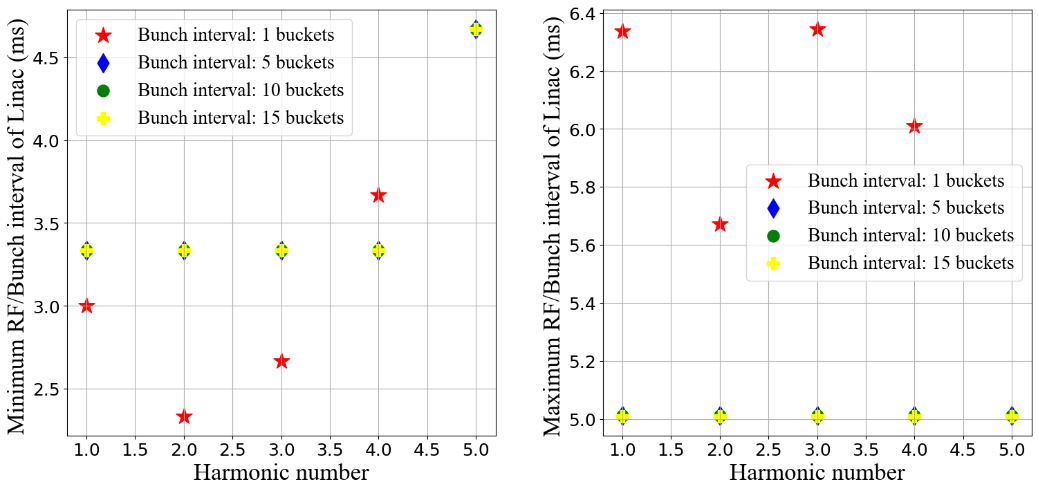 Minimum RF/Bunch interval of Linac (ms)
4.5
4.0
3.5
3.0
2.5
Bunch interval: 1 buckets
Bunch interval: 5 buckets
Bunch interval: 10 buckets
Bunch interval: 15 buckets
1.0 1.5 2.0 2.5 3.0 3.5 4.0 4.5 5.0
Harmonic number
Maximum RF/Bunch interval of Linac (ms)
6.4
6.2
6.0
5.8
5.6
5.4
5.2
5.0
Bunch interval: 1 buckets
Bunch interval: 5 buckets
Bunch interval: 10 buckets
Bunch interval: 15 buckets
1.0 1.5 2.0 2.5 3.0 3.5 4.0 4.5 5.0
Harmonic number